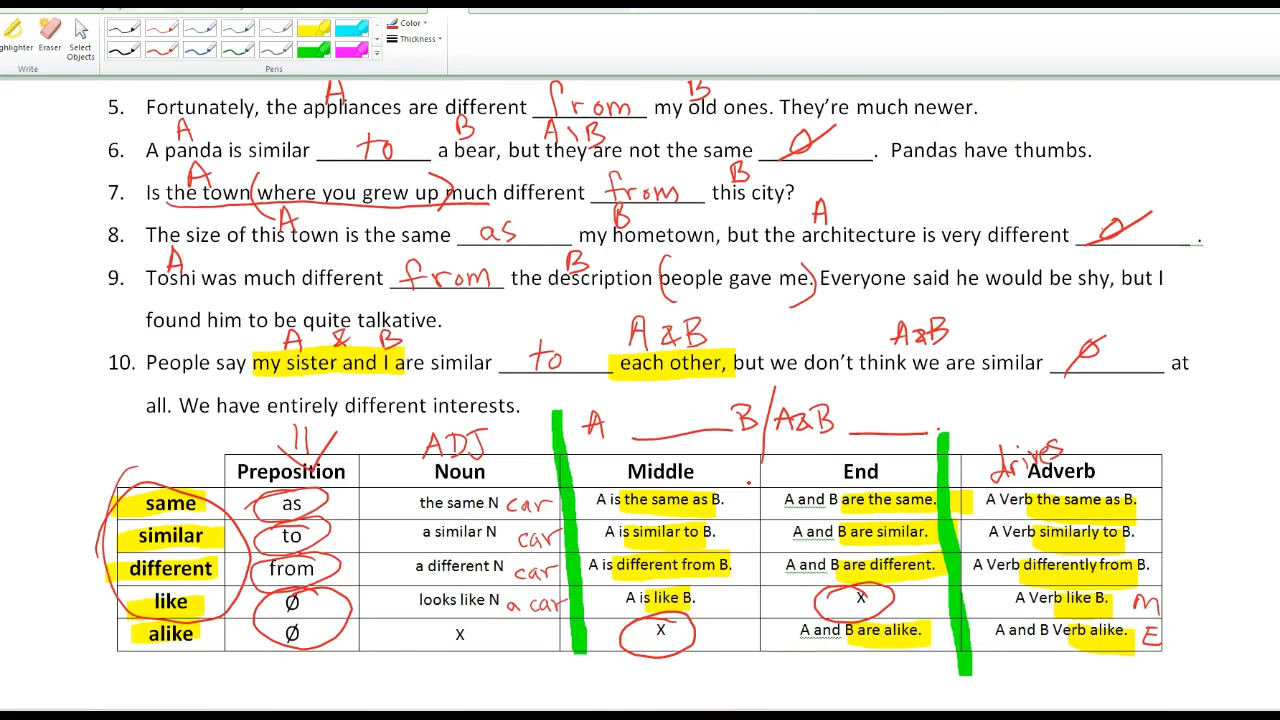 Color
Thickness
ighlighter Eraser Select Objects
Write Pens
A B
5. Fortunately, the appliances are different from my old ones. They're much newer.
A B A \ B
6. A panda is similar to a bear, but they are not the same Ø. Pandas have thumbs.
A B
7. Is the town (where you grew up) much different from this city?
A B A
8. The size of this town is the same as my hometown, but the architecture is very different Ø.
A B
9. Toshi was much different from the description (people gave me.) Everyone said he would be shy, but I
found him to be quite talkative.
A & B A & B A&B
10. People say my sister and I are similar to each other, but we don't think we are similar Ø at
all. We have entirely different interests.
A ____ B / A&B ____.
ADJ drives
Preposition Noun Middle End Adverb
same as the same N car A is the same as B. A and B are the same. A Verb the same as B.
similar to a similar N car A is similar to B. A and B are similar. A Verb similarly to B.
different from a different N car A is different from B. A and B are different. A Verb differently from B.
like Ø looks like N a car A is like B. X A Verb like B. M
alike Ø X X A and B are alike. A and B Verb alike. E